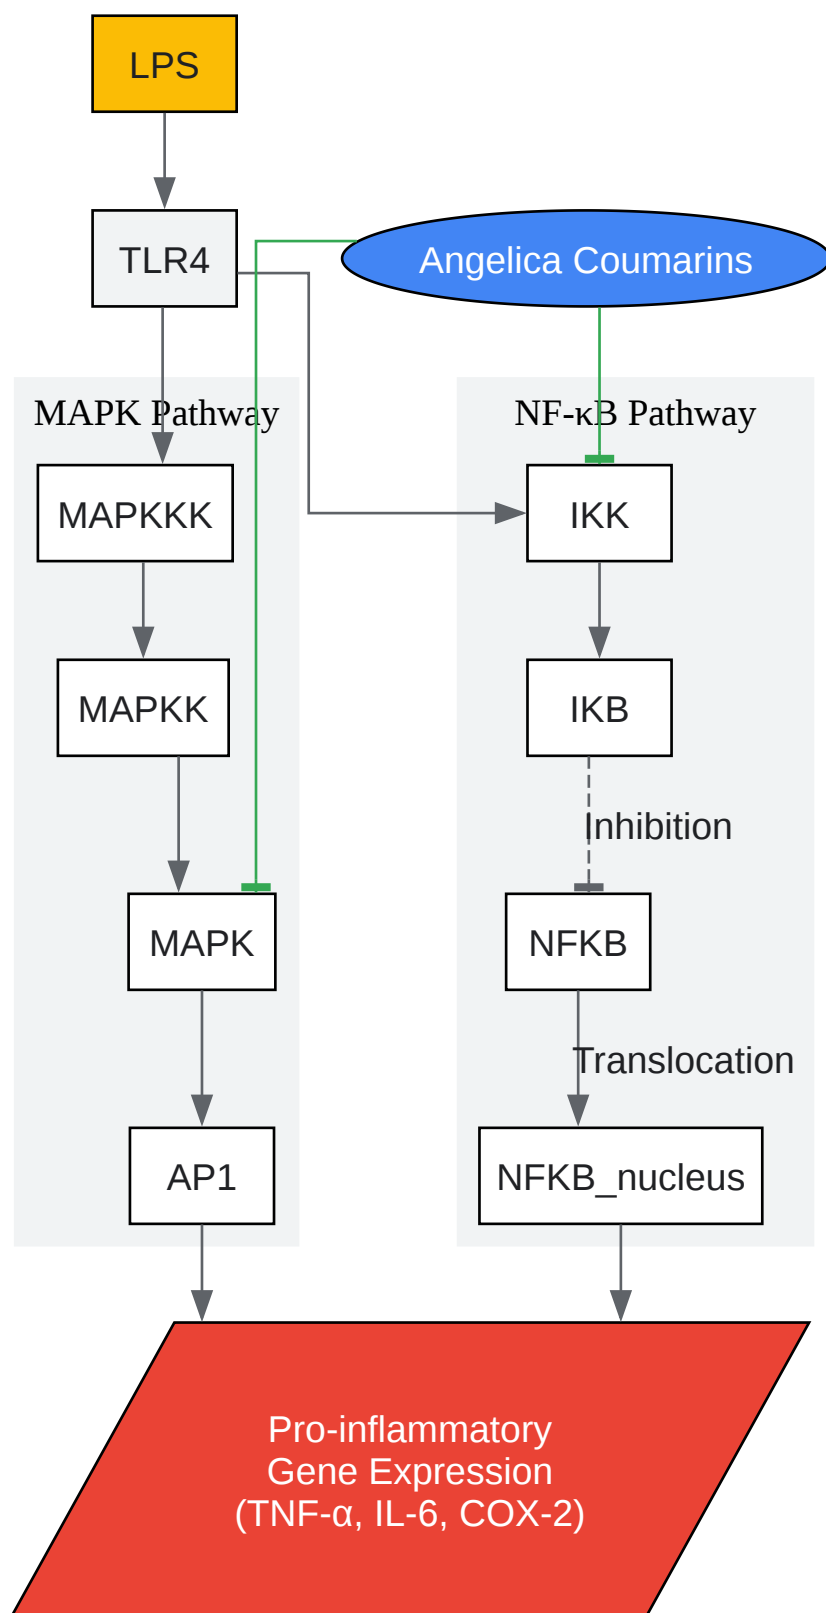 LPS
TLR4
Angelica Coumarins
MAPK Pathway
NF-κB Pathway
MAPKKK
IKK
MAPKK
IKB
Inhibition
MAPK
NFKB
Translocation
AP1
NFKB_nucleus
Pro-inflammatory
Gene Expression
(TNF-α, IL-6, COX-2)